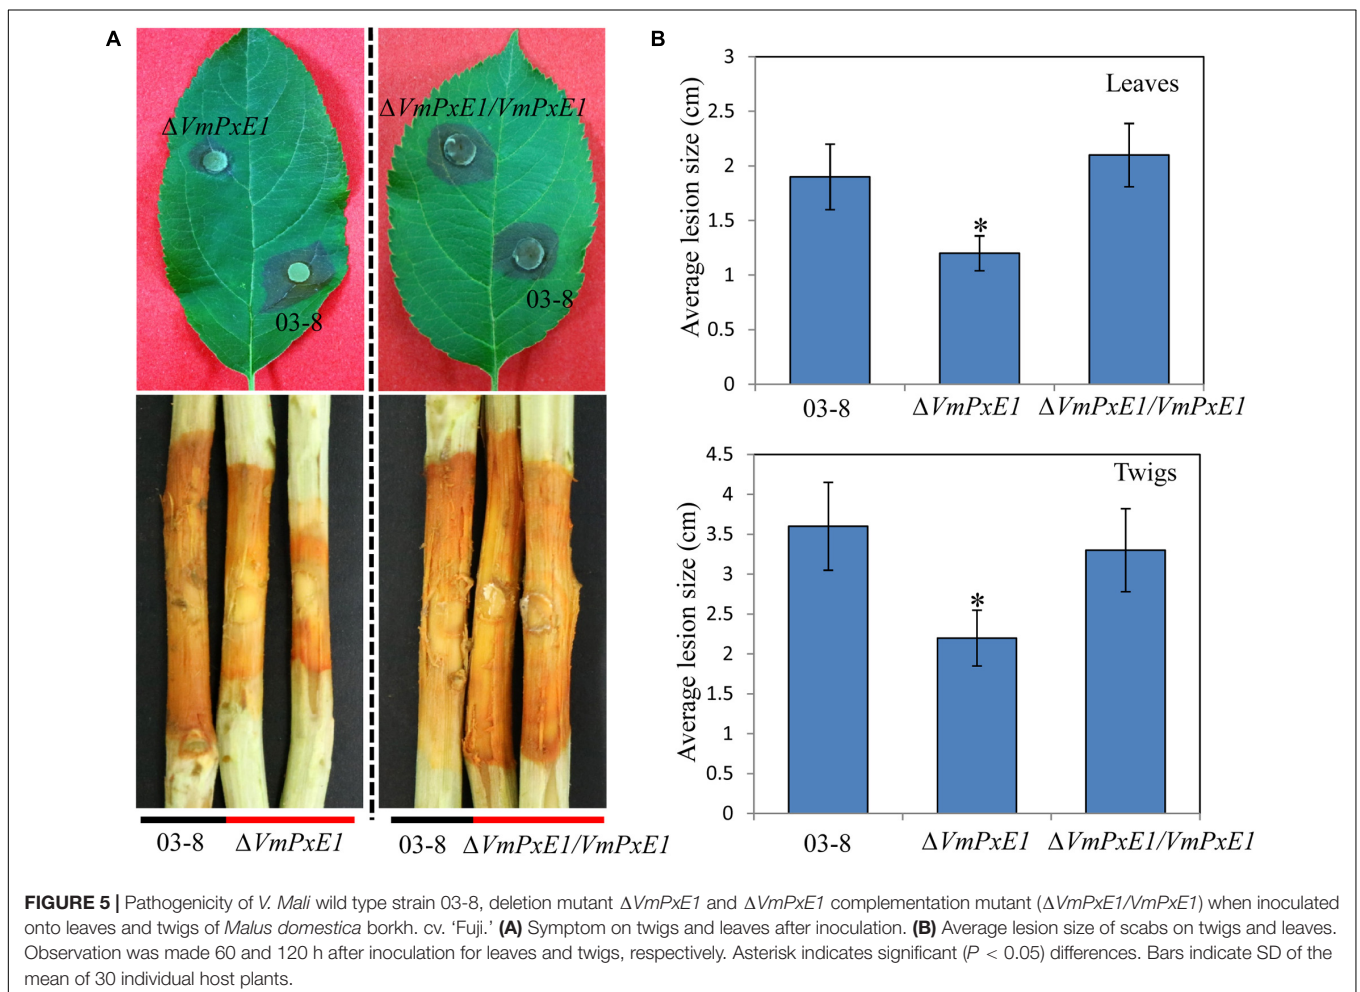 A
ΔVmPxE1
03-8
ΔVmPxE1/VmPxE1
03-8
03-8 ΔVmPxE1
03-8 ΔVmPxE1/VmPxE1
B
Leaves
Average lesion size (cm)
3
2.5
2
1.5
1
0.5
0
*
03-8 ΔVmPxE1 ΔVmPxE1/VmPxE1
Twigs
Average lesion size (cm)
4.5
4
3.5
3
2.5
2
1.5
1
0.5
0
*
03-8 ΔVmPxE1 ΔVmPxE1/VmPxE1
FIGURE 5 | Pathogenicity of V. Mali wild type strain 03-8, deletion mutant ΔVmPxE1 and ΔVmPxE1 complementation mutant (ΔVmPxE1/VmPxE1) when inoculated
onto leaves and twigs of Malus domestica borkh. cv. ‘Fuji.’ (A) Symptom on twigs and leaves after inoculation. (B) Average lesion size of scabs on twigs and leaves.
Observation was made 60 and 120 h after inoculation for leaves and twigs, respectively. Asterisk indicates significant (P < 0.05) differences. Bars indicate SD of the
mean of 30 individual host plants.